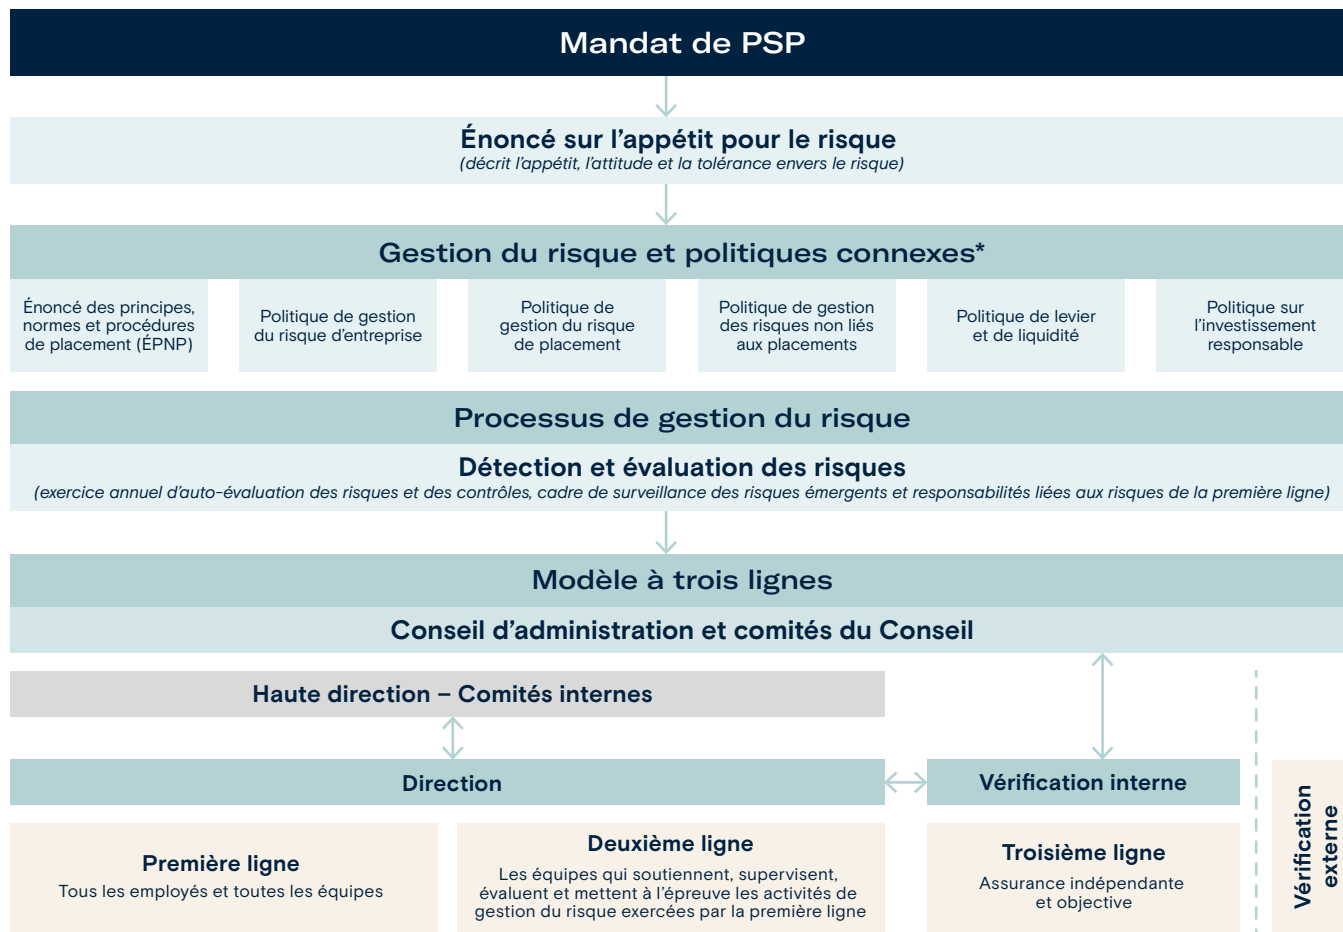 Mandat de PSP
Énoncé sur l’appétit pour le risque
(décrit l’appétit, l’attitude et la tolérance envers le risque)
Gestion du risque et politiques connexes*
Énoncé des principes,
normes et procédures
de placement (ÉPNP)
Politique de gestion
du risque d’entreprise
Politique de
gestion du risque
de placement
Politique de gestion
des risques non liés
aux placements
Politique de levier
et de liquidité
Politique sur
l’investissement
responsable
Processus de gestion du risque
Détection et évaluation des risques
(exercice annuel d’auto-évaluation des risques et des contrôles, cadre de surveillance des risques émergents et responsabilités liées aux risques de la première ligne)
Modèle à trois lignes
Conseil d’administration et comités du Conseil
Haute direction – Comités internes
Direction
Vérification interne
Première ligne
Tous les employés et toutes les équipes
Deuxième ligne
Les équipes qui soutiennent, supervisent,
évaluent et mettent à l’épreuve les activités de
gestion du risque exercées par la première ligne
Troisième ligne
Assurance indépendante
et objective
Vérification
externe